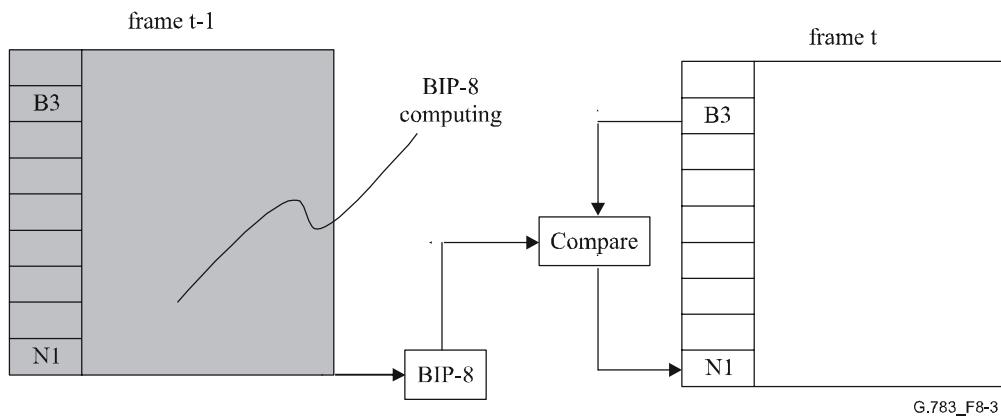 frame t-1
frame t
B3
BIP-8
computing
B3
Compare
N1
BIP-8
N1
G.783_F8-3